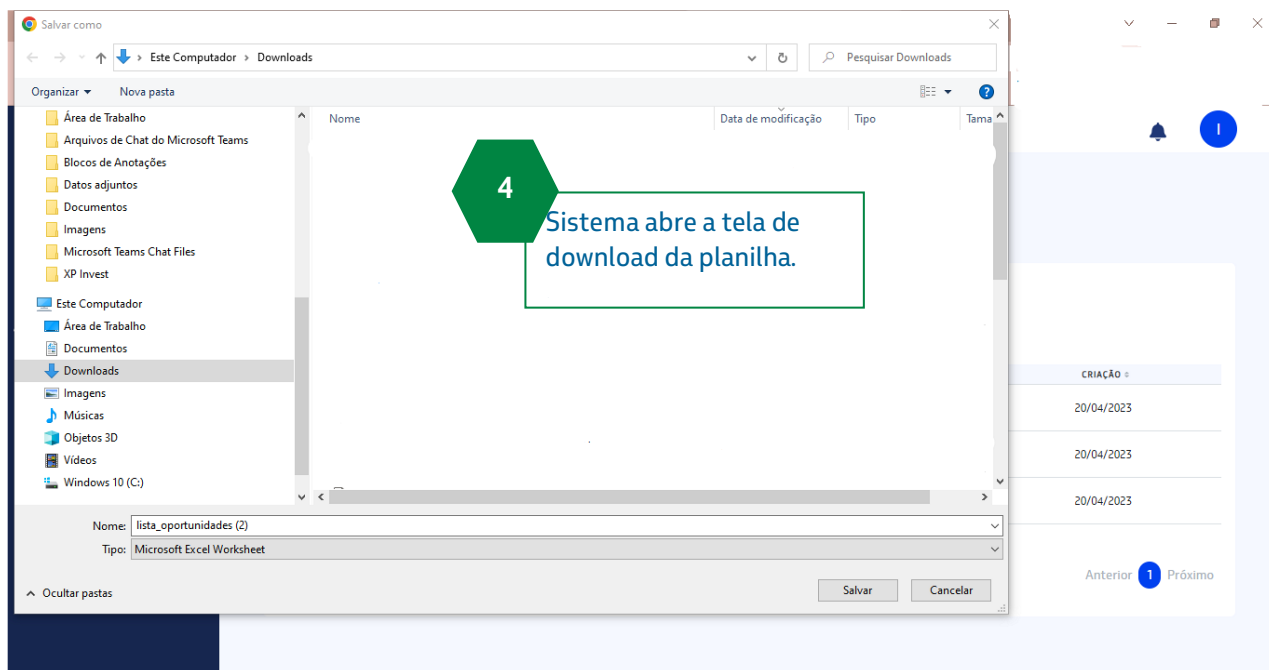 Salvar como
Este Computador > Downloads
Pesquisar Downloads
Organizar
Nova pasta
?
Área de Trabalho
Arquivos de Chat do Microsoft Teams
Blocos de Anotações
Datos adjuntos
Documentos
Imagens
Microsoft Teams Chat Files
XP Invest
Este Computador
Área de Trabalho
Documentos
Downloads
Imagens
Músicas
Objetos 3D
Vídeos
Windows 10 (C:)
Nome
Data de modificação
Tipo
Tama
4
Sistema abre a tela de
download da planilha.
Nome: lista_oportunidades (2)
Tipo: Microsoft Excel Worksheet
Ocultar pastas
Salvar
Cancelar
I
CRIAÇÃO
20/04/2023
20/04/2023
20/04/2023
Anterior 1 Próximo